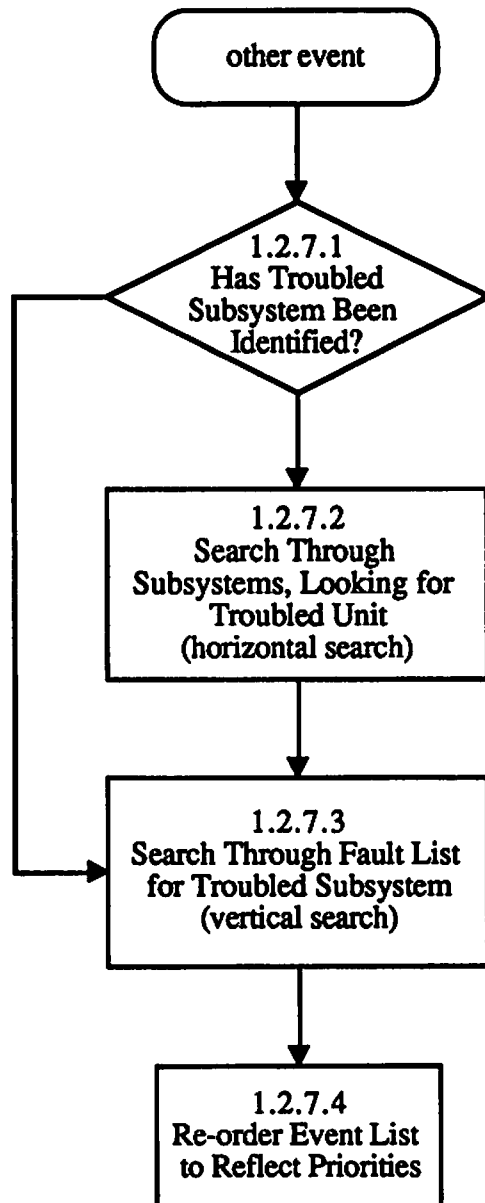 other event
1.2.7.1
Has Troubled
Subsystem Been
Identified?
1.2.7.2
Search Through
Subsystems, Looking for
Troubled Unit
(horizontal search)
1.2.7.3
Search Through Fault List
for Troubled Subsystem
(vertical search)
1.2.7.4
Re-order Event List
to Reflect Priorities